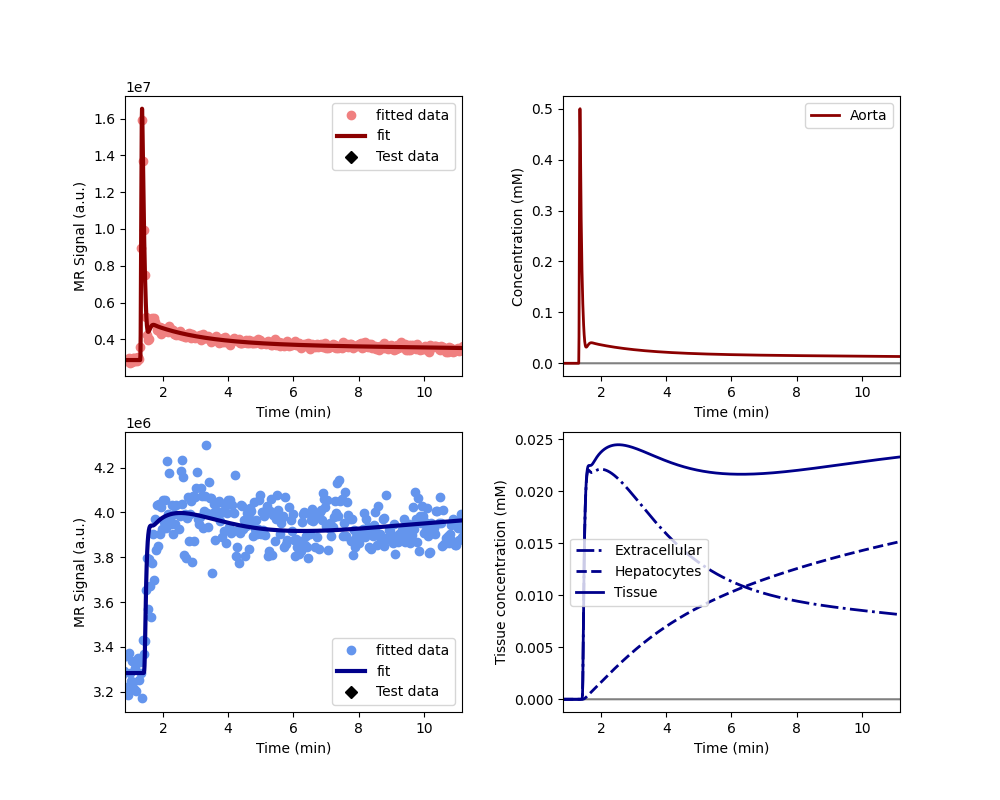 1e7
MR Signal (a.u.)
1.6
1.4
1.2
1.0
0.8
0.6
0.4
fitted data
fit
Test data
2 4 6 8 10
Time (min)
Concentration (mM)
0.5
0.4
0.3
0.2
0.1
0.0
Aorta
2 4 6 8 10
Time (min)
1e6
MR Signal (a.u.)
4.2
4.0
3.8
3.6
3.4
3.2
fitted data
fit
Test data
2 4 6 8 10
Time (min)
Tissue concentration (mM)
0.025
0.020
0.015
0.010
0.005
0.000
Extracellular
Hepatocytes
Tissue
2 4 6 8 10
Time (min)